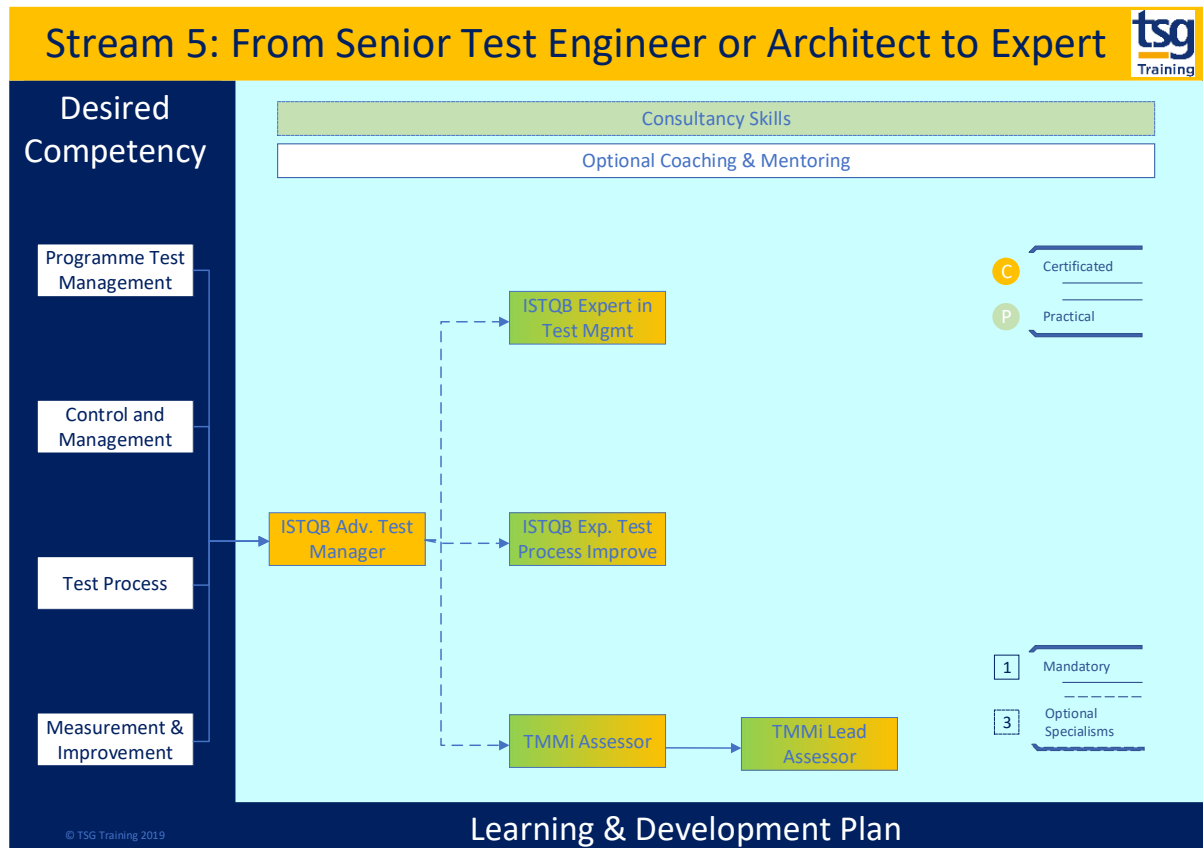 Stream 5: From Senior Test Engineer or Architect to Expert
tsg
Training
Desired
Competency
Consultancy Skills
Optional Coaching & Mentoring
Programme Test
Management
Control and
Management
Test Process
Measurement &
Improvement
ISTQB Adv. Test
Manager
ISTQB Expert in
Test Mgmt
ISTQB Exp. Test
Process Improve
TMMi Assessor
TMMi Lead
Assessor
C
Certificated
P
Practical
1
Mandatory
3
Optional
Specialisms
© TSG Training 2019
Learning & Development Plan